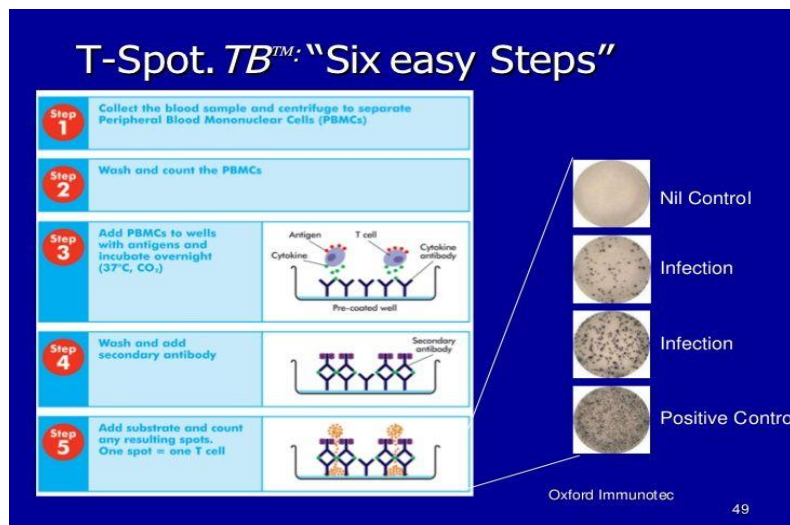 T-Spot.TB™: “Six easy Steps”
Step
1
Collect the blood sample and centrifuge to separate
Peripheral Blood Mononuclear Cells (PBMCs)
Step
2
Wash and count the PBMCs
Step
3
Add PBMCs to wells
with antigens and
incubate overnight
(37°C, CO₂)
Antigen
T cell
Cytokine
Cytokine
antibody
Pre-coated well
Step
4
Wash and add
secondary antibody
Secondary
antibody
Step
5
Add substrate and count
any resulting spots.
One spot = one T cell
Nil Control
Infection
Infection
Positive Contro
Oxford Immunotec
49